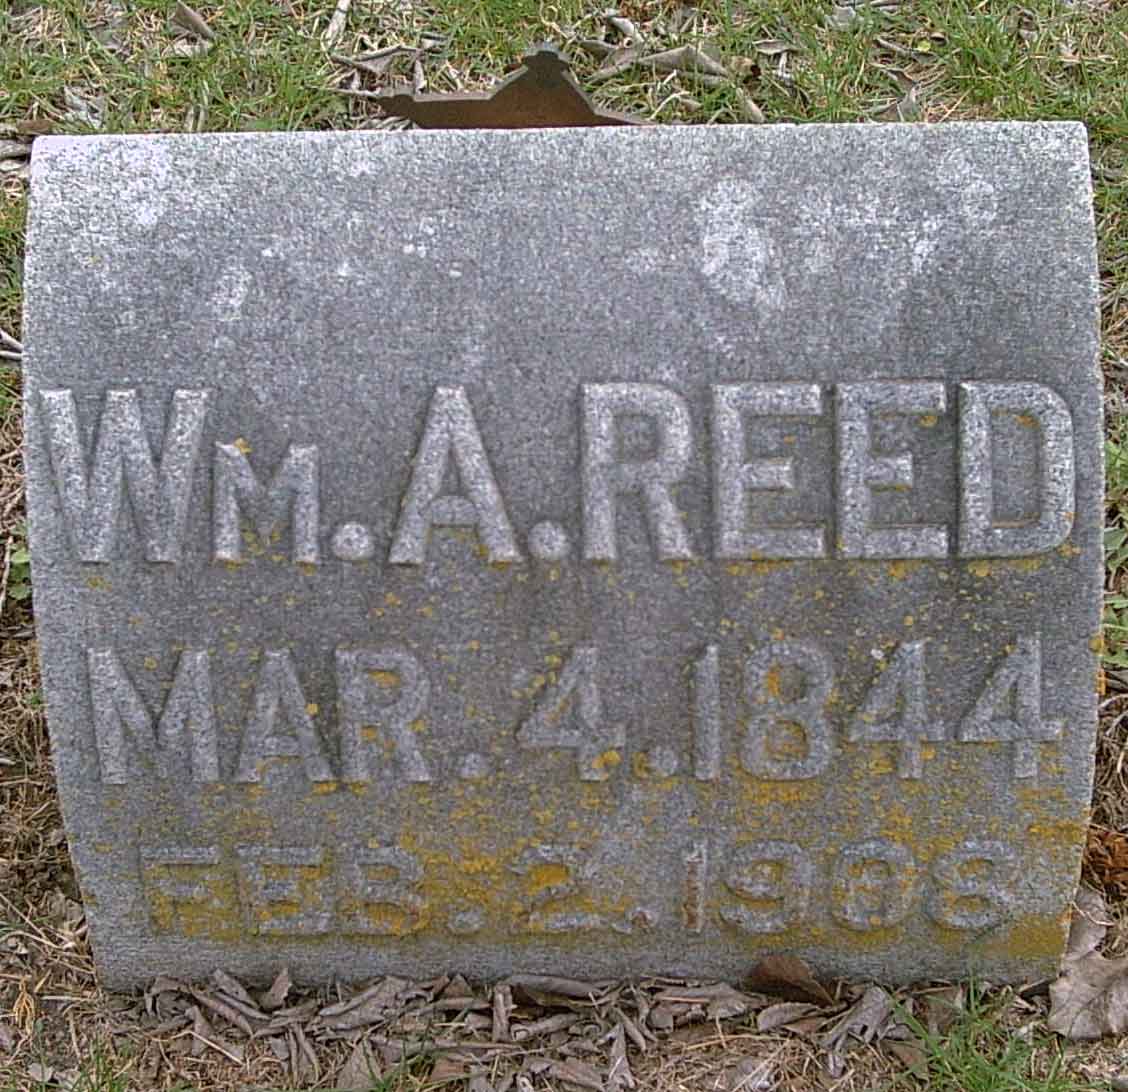 Wm. A. REED
MAR. 4. 1844
FEB. 2. 1908